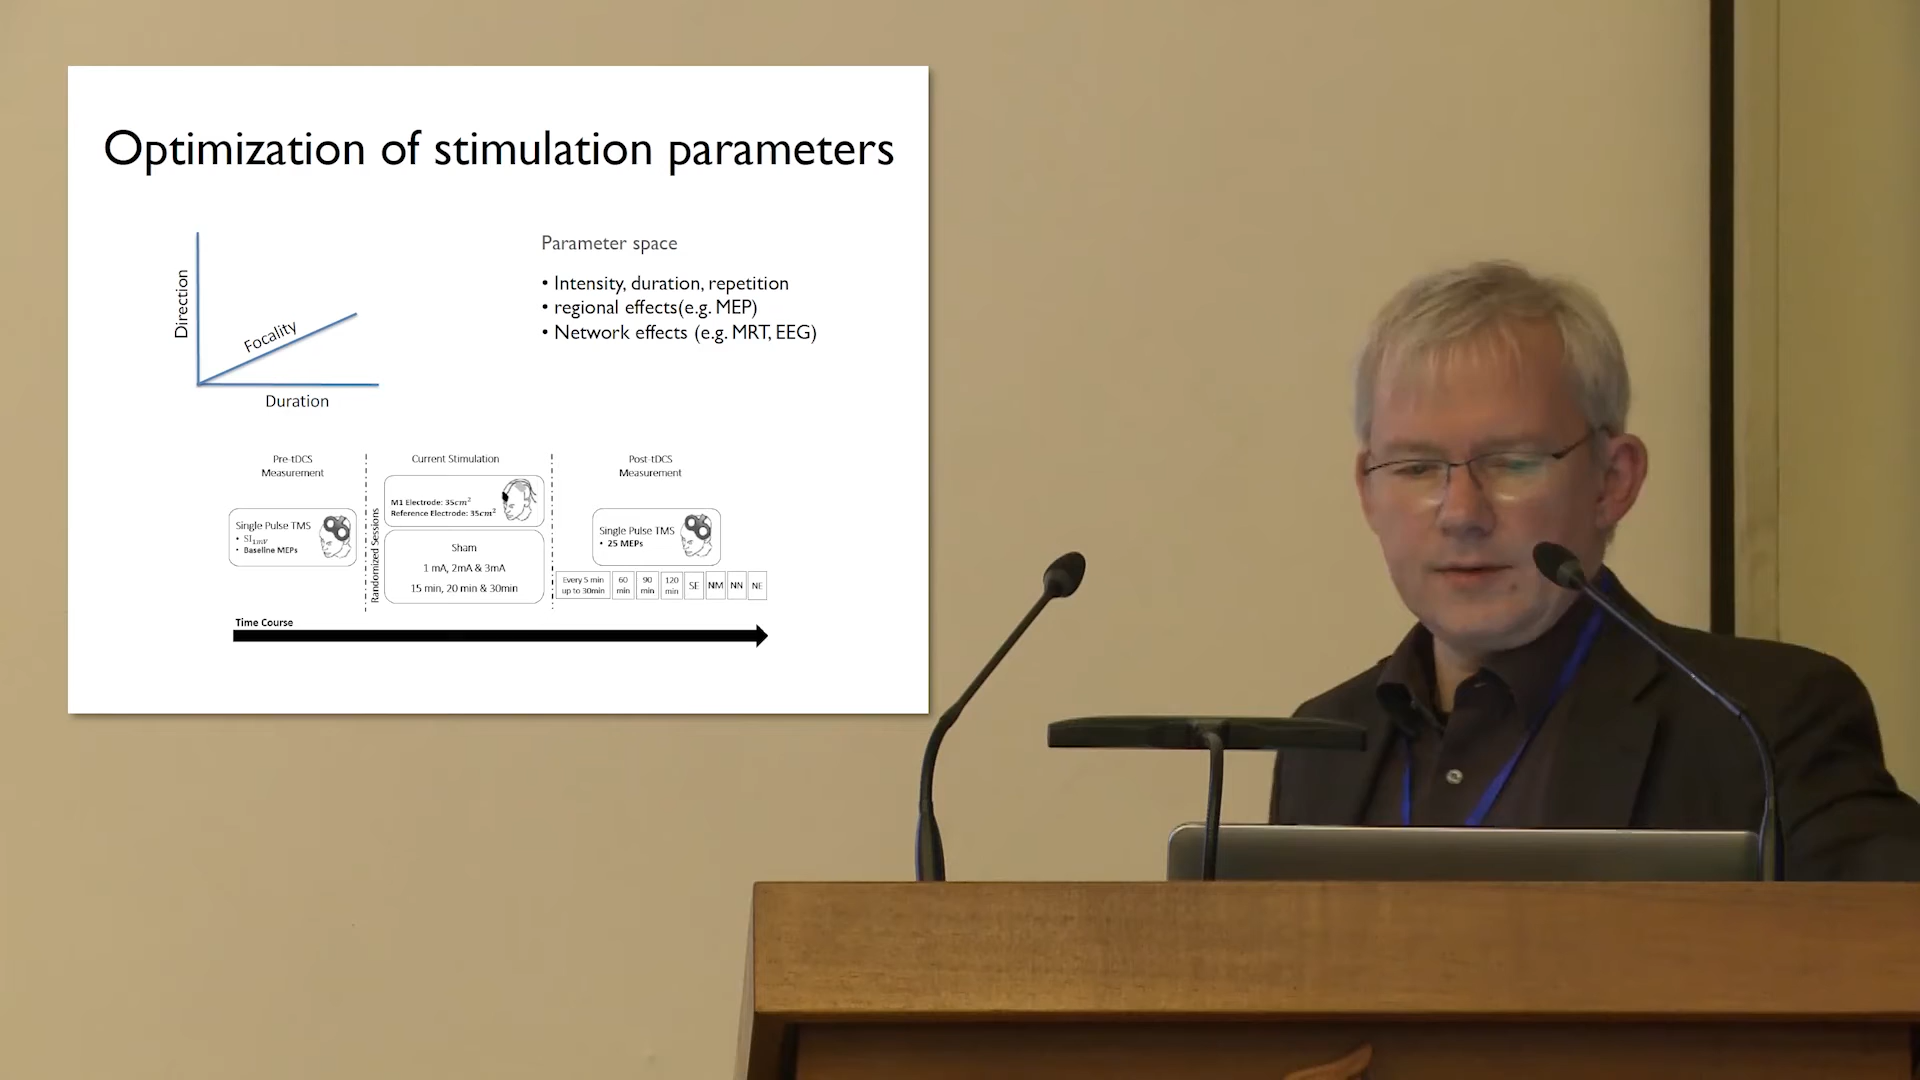 Optimization of stimulation parameters
Direction
Focality
Duration
Parameter space
• Intensity, duration, repetition
• regional effects(e.g. MEP)
• Network effects (e.g. MRT, EEG)
Pre-tDCS
Measurement
Single Pulse TMS
• SI1mV
• Baseline MEPs
Current Stimulation
Randomized Sessions
M1 Electrode: 35cm²
Reference Electrode: 35cm²
Sham
1 mA, 2mA & 3mA
15 min, 20 min & 30min
Post-tDCS
Measurement
Single Pulse TMS
• 25 MEPs
Every 5 min
up to 30min
60
min
90
min
120
min
SE
NM
NN
NE
Time Course